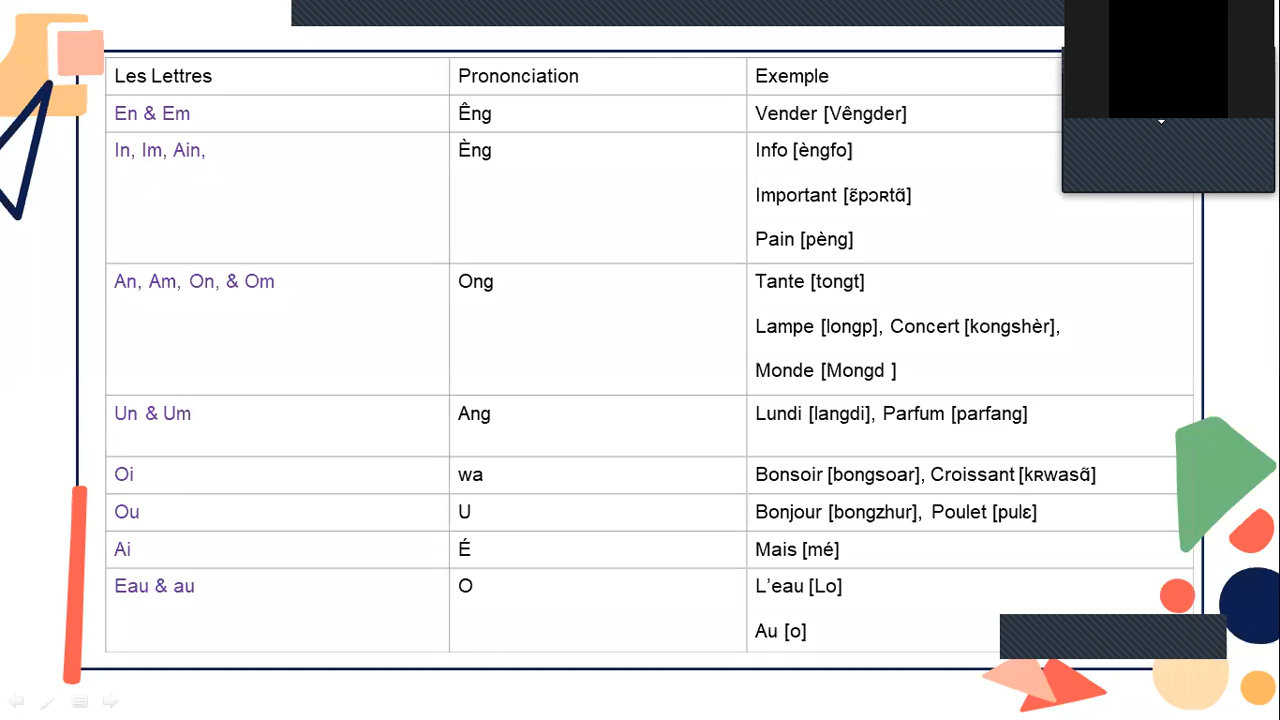 Les Lettres Prononciation Exemple
En & Em Êng Vender [Vêngder]
In, Im, Ain, Èng Info [èngfo]
Important [ɛ̃pɔʀtɑ̃]
Pain [pèng]
An, Am, On, & Om Ong Tante [tongt]
Lampe [longp], Concert [kongshèr],
Monde [Mongd ]
Un & Um Ang Lundi [langdi], Parfum [parfang]
Oi wa Bonsoir [bongsoar], Croissant [kʀwasɑ̃]
Ou U Bonjour [bongzhur], Poulet [pulɛ]
Ai É Mais [mé]
Eau & au O L’eau [Lo]
Au [o]